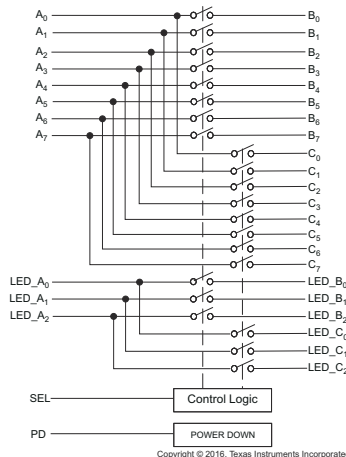 A0 B0
A1 B1
A2 B2
A3 B3
A4 B4
A5 B5
A6 B6
A7 B7
C0
C1
C2
C3
C4
C5
C6
C7
LED_A0 LED_B0
LED_A1 LED_B1
LED_A2 LED_B2
LED_C0
LED_C1
LED_C2
SEL Control Logic
PD POWER DOWN
Copyright © 2016, Texas Instruments Incorporated